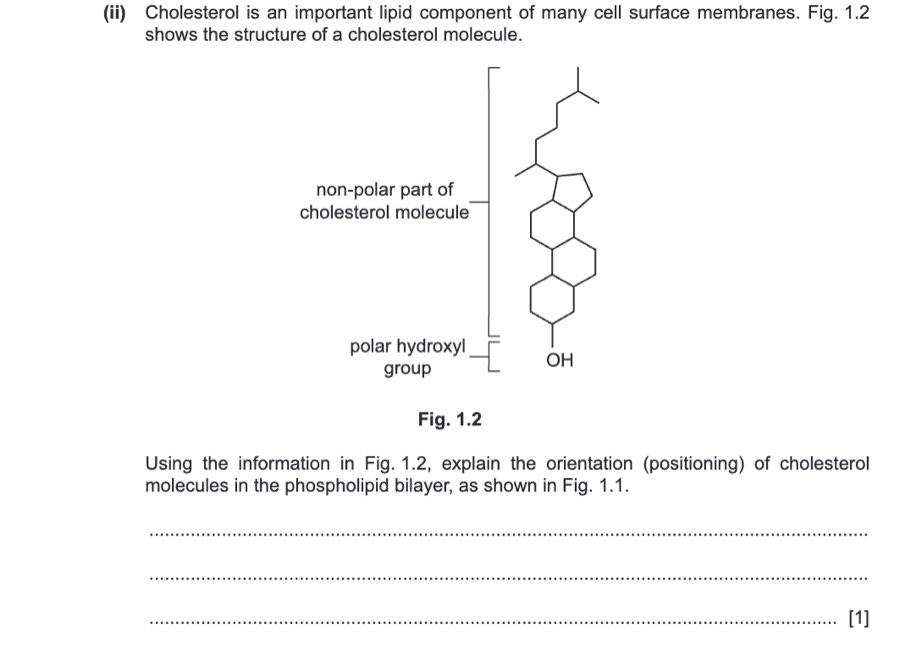 (ii) Cholesterol is an important lipid component of many cell surface membranes. Fig. 1.2
shows the structure of a cholesterol molecule.
non-polar part of
cholesterol molecule
polar hydroxyl
group
OH
Fig. 1.2
Using the information in Fig. 1.2, explain the orientation (positioning) of cholesterol
molecules in the phospholipid bilayer, as shown in Fig. 1.1.
[1]